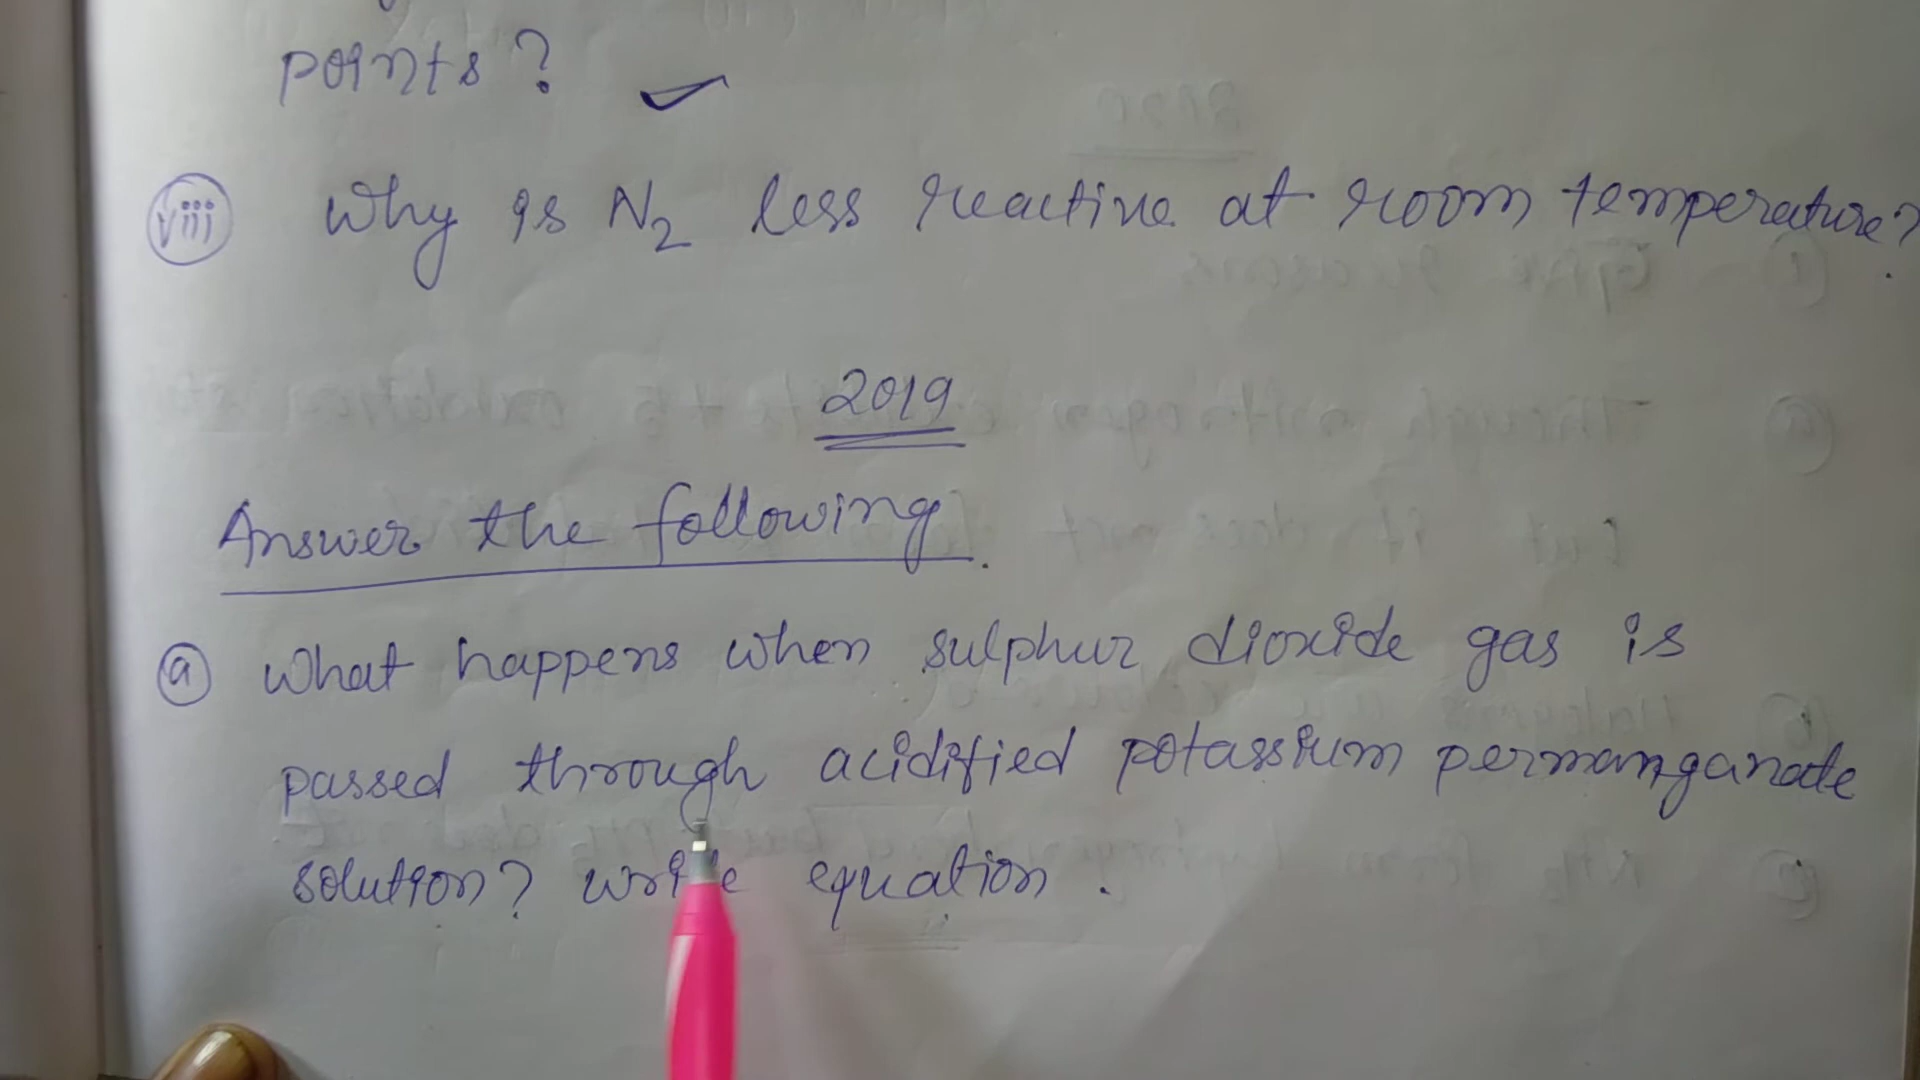 points?
viii Why is N2 less reactive at room temperature?
2019
Answer the following.
a What happens when sulphur dioxide gas is
passed through acidified potassium permanganate
solution? write equation.